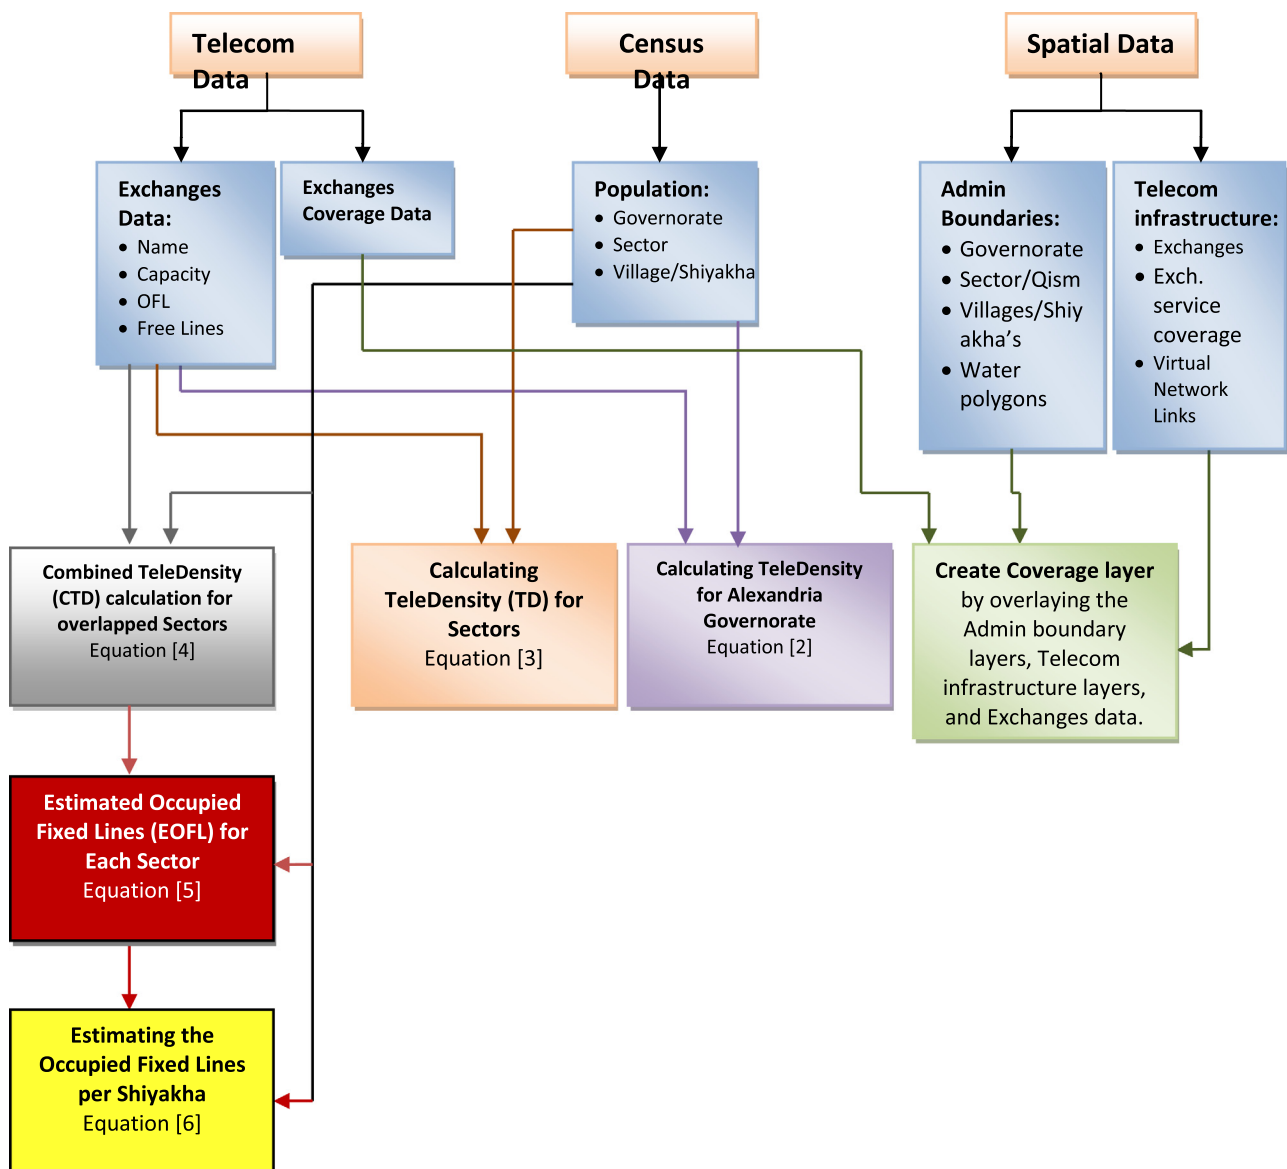 Telecom
Data
Census
Data
Spatial Data
Exchanges
Data:
• Name
• Capacity
• OFL
• Free Lines
Exchanges
Coverage Data
Population:
• Governorate
• Sector
• Village/Shiyakha
Admin
Boundaries:
• Governorate
• Sector/Qism
• Villages/Shiy
akha's
• Water
polygons
Telecom
infrastructure:
• Exchanges
• Exch.
service
coverage
• Virtual
Network
Links
Combined TeleDensity
(CTD) calculation for
overlapped Sectors
Equation [4]
Calculating
TeleDensity (TD) for
Sectors
Equation [3]
Calculating TeleDensity
for Alexandria
Governorate
Equation [2]
Create Coverage layer
by overlaying the
Admin boundary
layers, Telecom
infrastructure layers,
and Exchanges data.
Estimated Occupied
Fixed Lines (EOFL) for
Each Sector
Equation [5]
Estimating the
Occupied Fixed Lines
per Shiyakha
Equation [6]